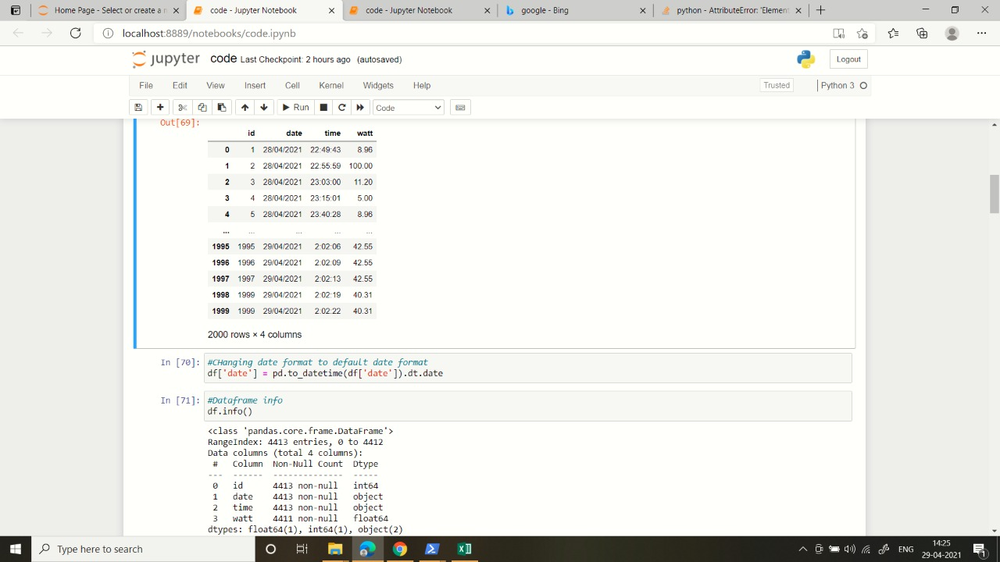 Home Page - Select or create a n
code - Jupyter Notebook
code - Jupyter Notebook
google - Bing
python - AttributeError: 'Element
localhost:8889/notebooks/code.ipynb
jupyter code Last Checkpoint: 2 hours ago (autosaved)
Logout
File Edit View Insert Cell Kernel Widgets Help
Trusted Python 3
Run Code
Out[69]:
id date time watt
0 1 28/04/2021 22:49:43 8.96
1 2 28/04/2021 22:55:59 100.00
2 3 28/04/2021 23:03:00 11.20
3 4 28/04/2021 23:15:01 5.00
4 5 28/04/2021 23:40:28 8.96
... ... ... ... ...
1995 1995 29/04/2021 2:02:06 42.55
1996 1996 29/04/2021 2:02:09 42.55
1997 1997 29/04/2021 2:02:13 42.55
1998 1999 29/04/2021 2:02:19 40.31
1999 1999 29/04/2021 2:02:22 40.31
2000 rows × 4 columns
In [70]: #CHanging date format to default date format
df['date'] = pd.to_datetime(df['date']).dt.date
In [71]: #Dataframe info
df.info()
<class 'pandas.core.frame.DataFrame'>
RangeIndex: 4413 entries, 0 to 4412
Data columns (total 4 columns):
# Column Non-Null Count Dtype
--- ------ -------------- -----
0 id 4413 non-null int64
1 date 4413 non-null object
2 time 4413 non-null object
3 watt 4411 non-null float64
dtypes: float64(1), int64(1), object(2)
Type here to search
ENG
14:25
29-04-2021
1